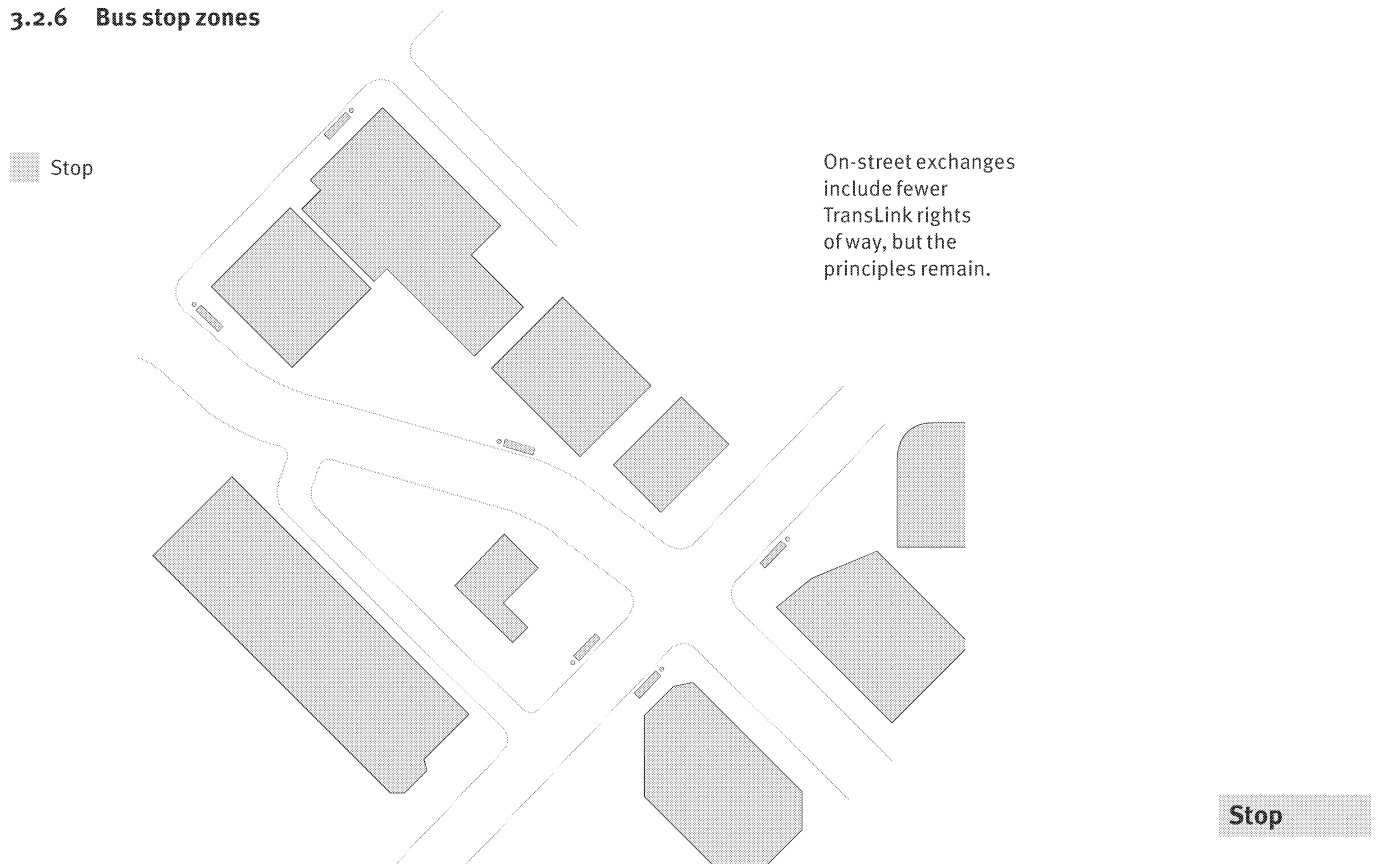 3.2.6 Bus stop zones
Stop
On-street exchanges
include fewer
TransLink rights
of way, but the
principles remain.
Stop